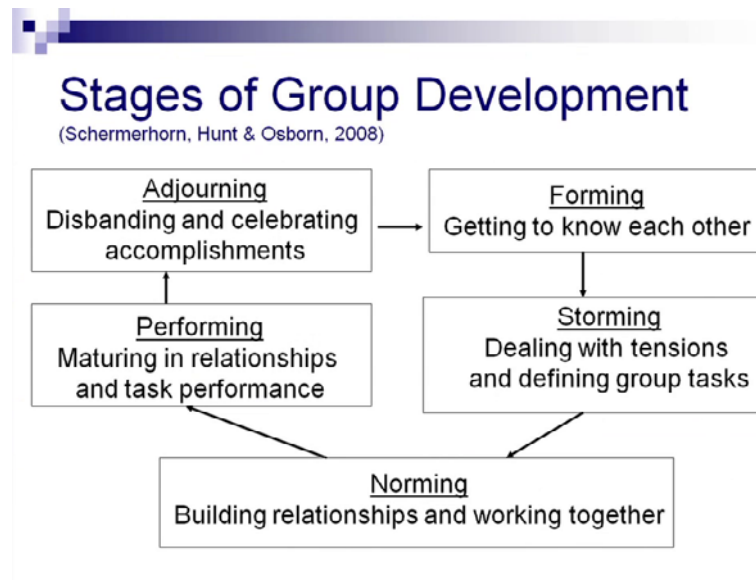 Stages of Group Development
(Schermerhorn, Hunt & Osborn, 2008)
Adjourning
Disbanding and celebrating
accomplishments
Forming
Getting to know each other
Performing
Maturing in relationships
and task performance
Storming
Dealing with tensions
and defining group tasks
Norming
Building relationships and working together